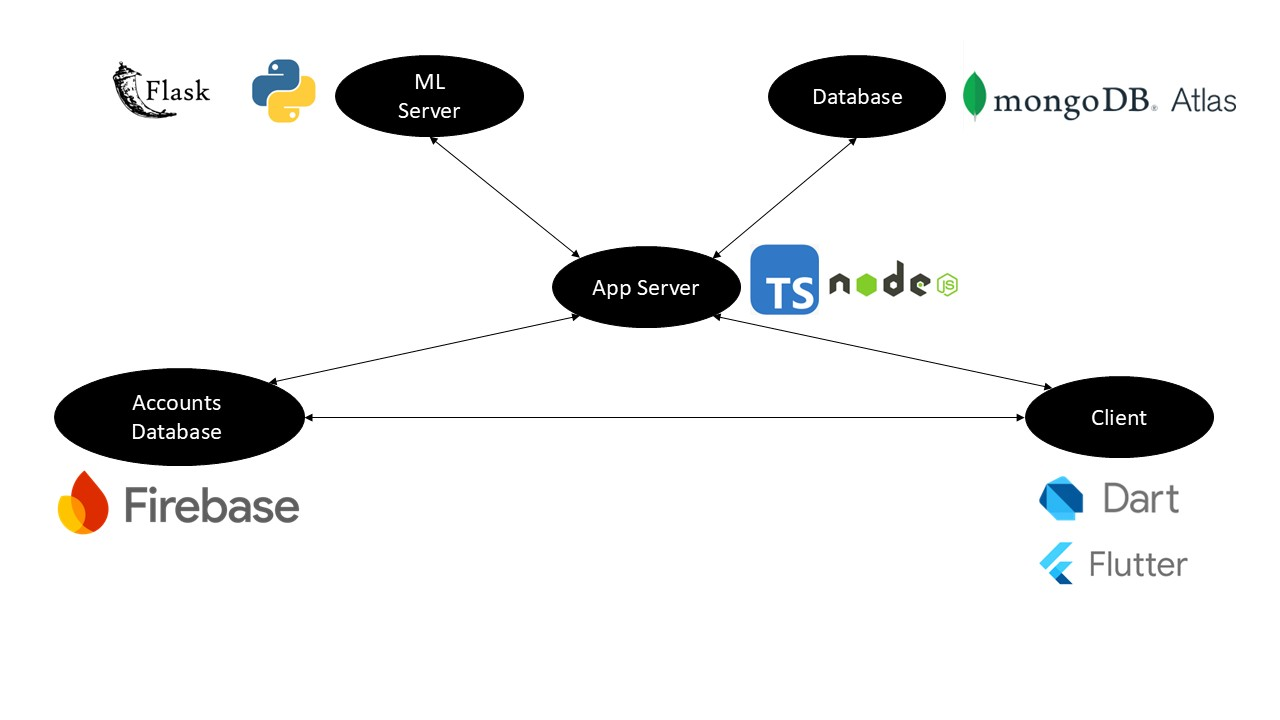 Flask
ML
Server
Database
mongoDB® Atlas
App Server
TS
node
JS
Accounts
Database
Client
Firebase
Dart
Flutter